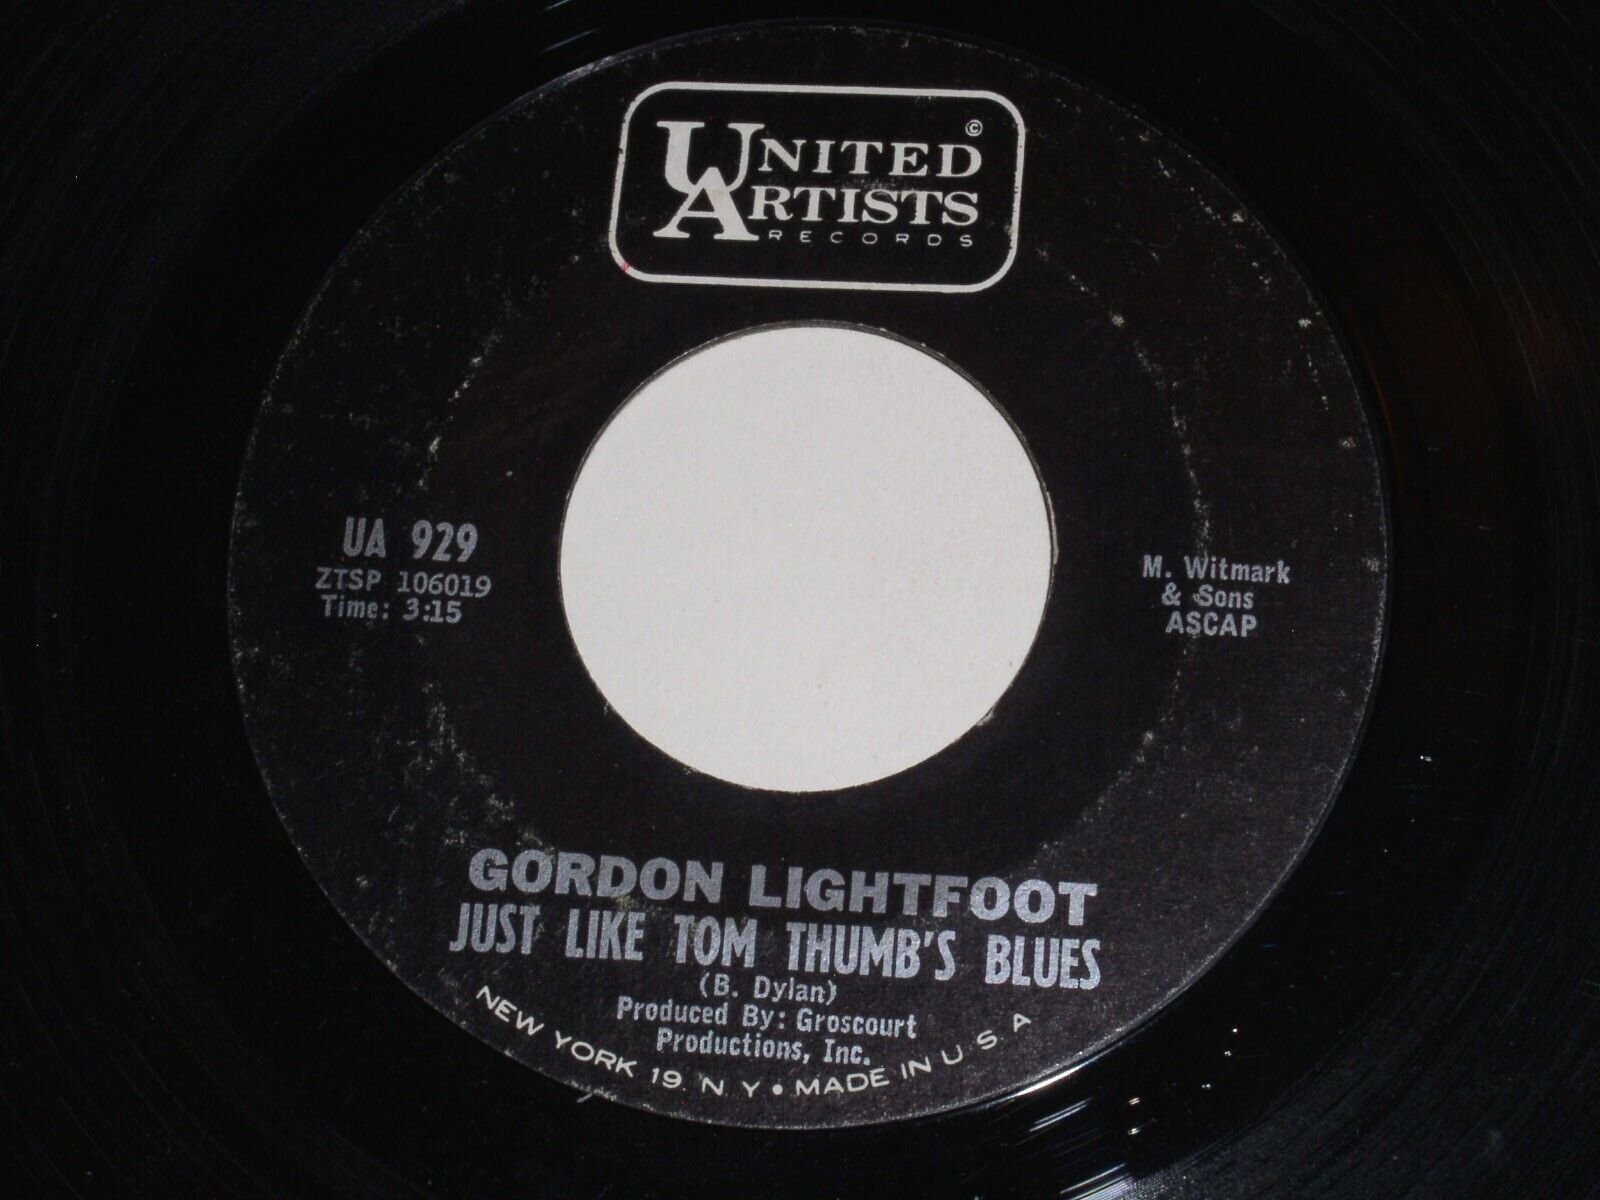 ©
UNITED
ARTISTS
RECORDS
UA 929
ZTSP 106019
Time: 3:15
M. Witmark
& Sons
ASCAP
GORDON LIGHTFOOT
JUST LIKE TOM THUMB'S BLUES
(B. Dylan)
Produced By: Groscourt
Productions, Inc.
NEW YORK 19, N Y • MADE IN U S A